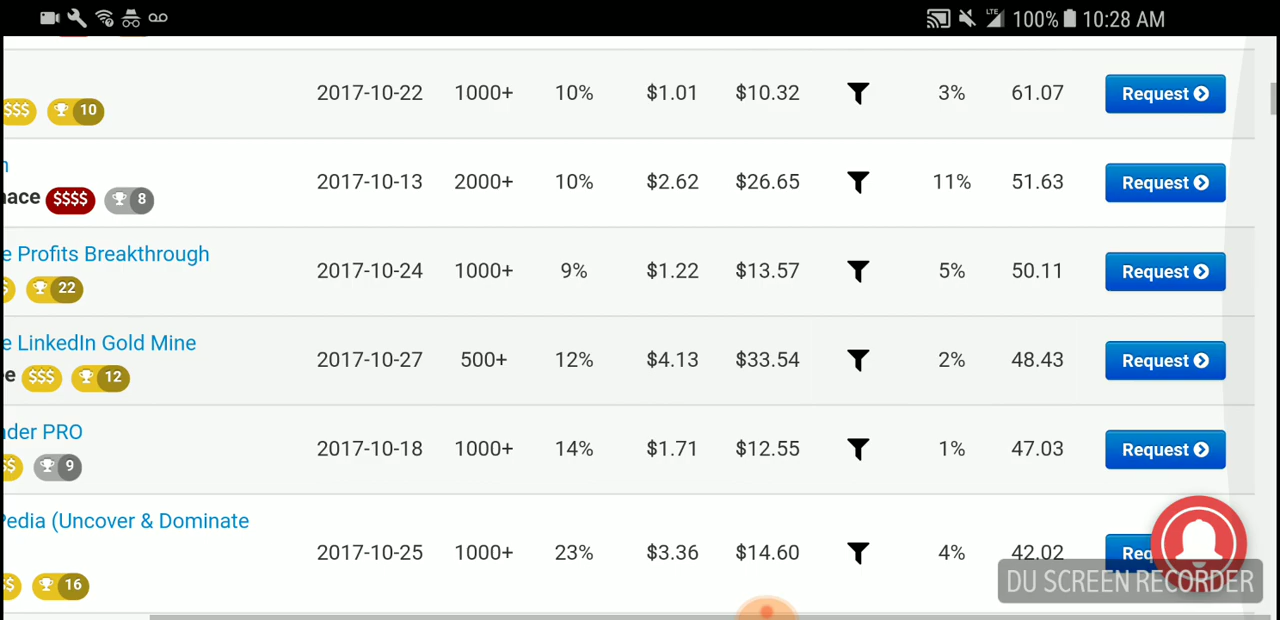 LTE 100% 10:28 AM
2017-10-22 1000+ 10% $1.01 $10.32 3% 61.07 Request
$$$ 10
2017-10-13 2000+ 10% $2.62 $26.65 11% 51.63 Request
ace $$$$ 8
e Profits Breakthrough
2017-10-24 1000+ 9% $1.22 $13.57 5% 50.11 Request
22
e LinkedIn Gold Mine
2017-10-27 500+ 12% $4.13 $33.54 2% 48.43 Request
e $$$ 12
der PRO
2017-10-18 1000+ 14% $1.71 $12.55 1% 47.03 Request
$$ 9
edia (Uncover & Dominate
2017-10-25 1000+ 23% $3.36 $14.60 4% 42.02 Req
$ 16
DU SCREEN RECORDER